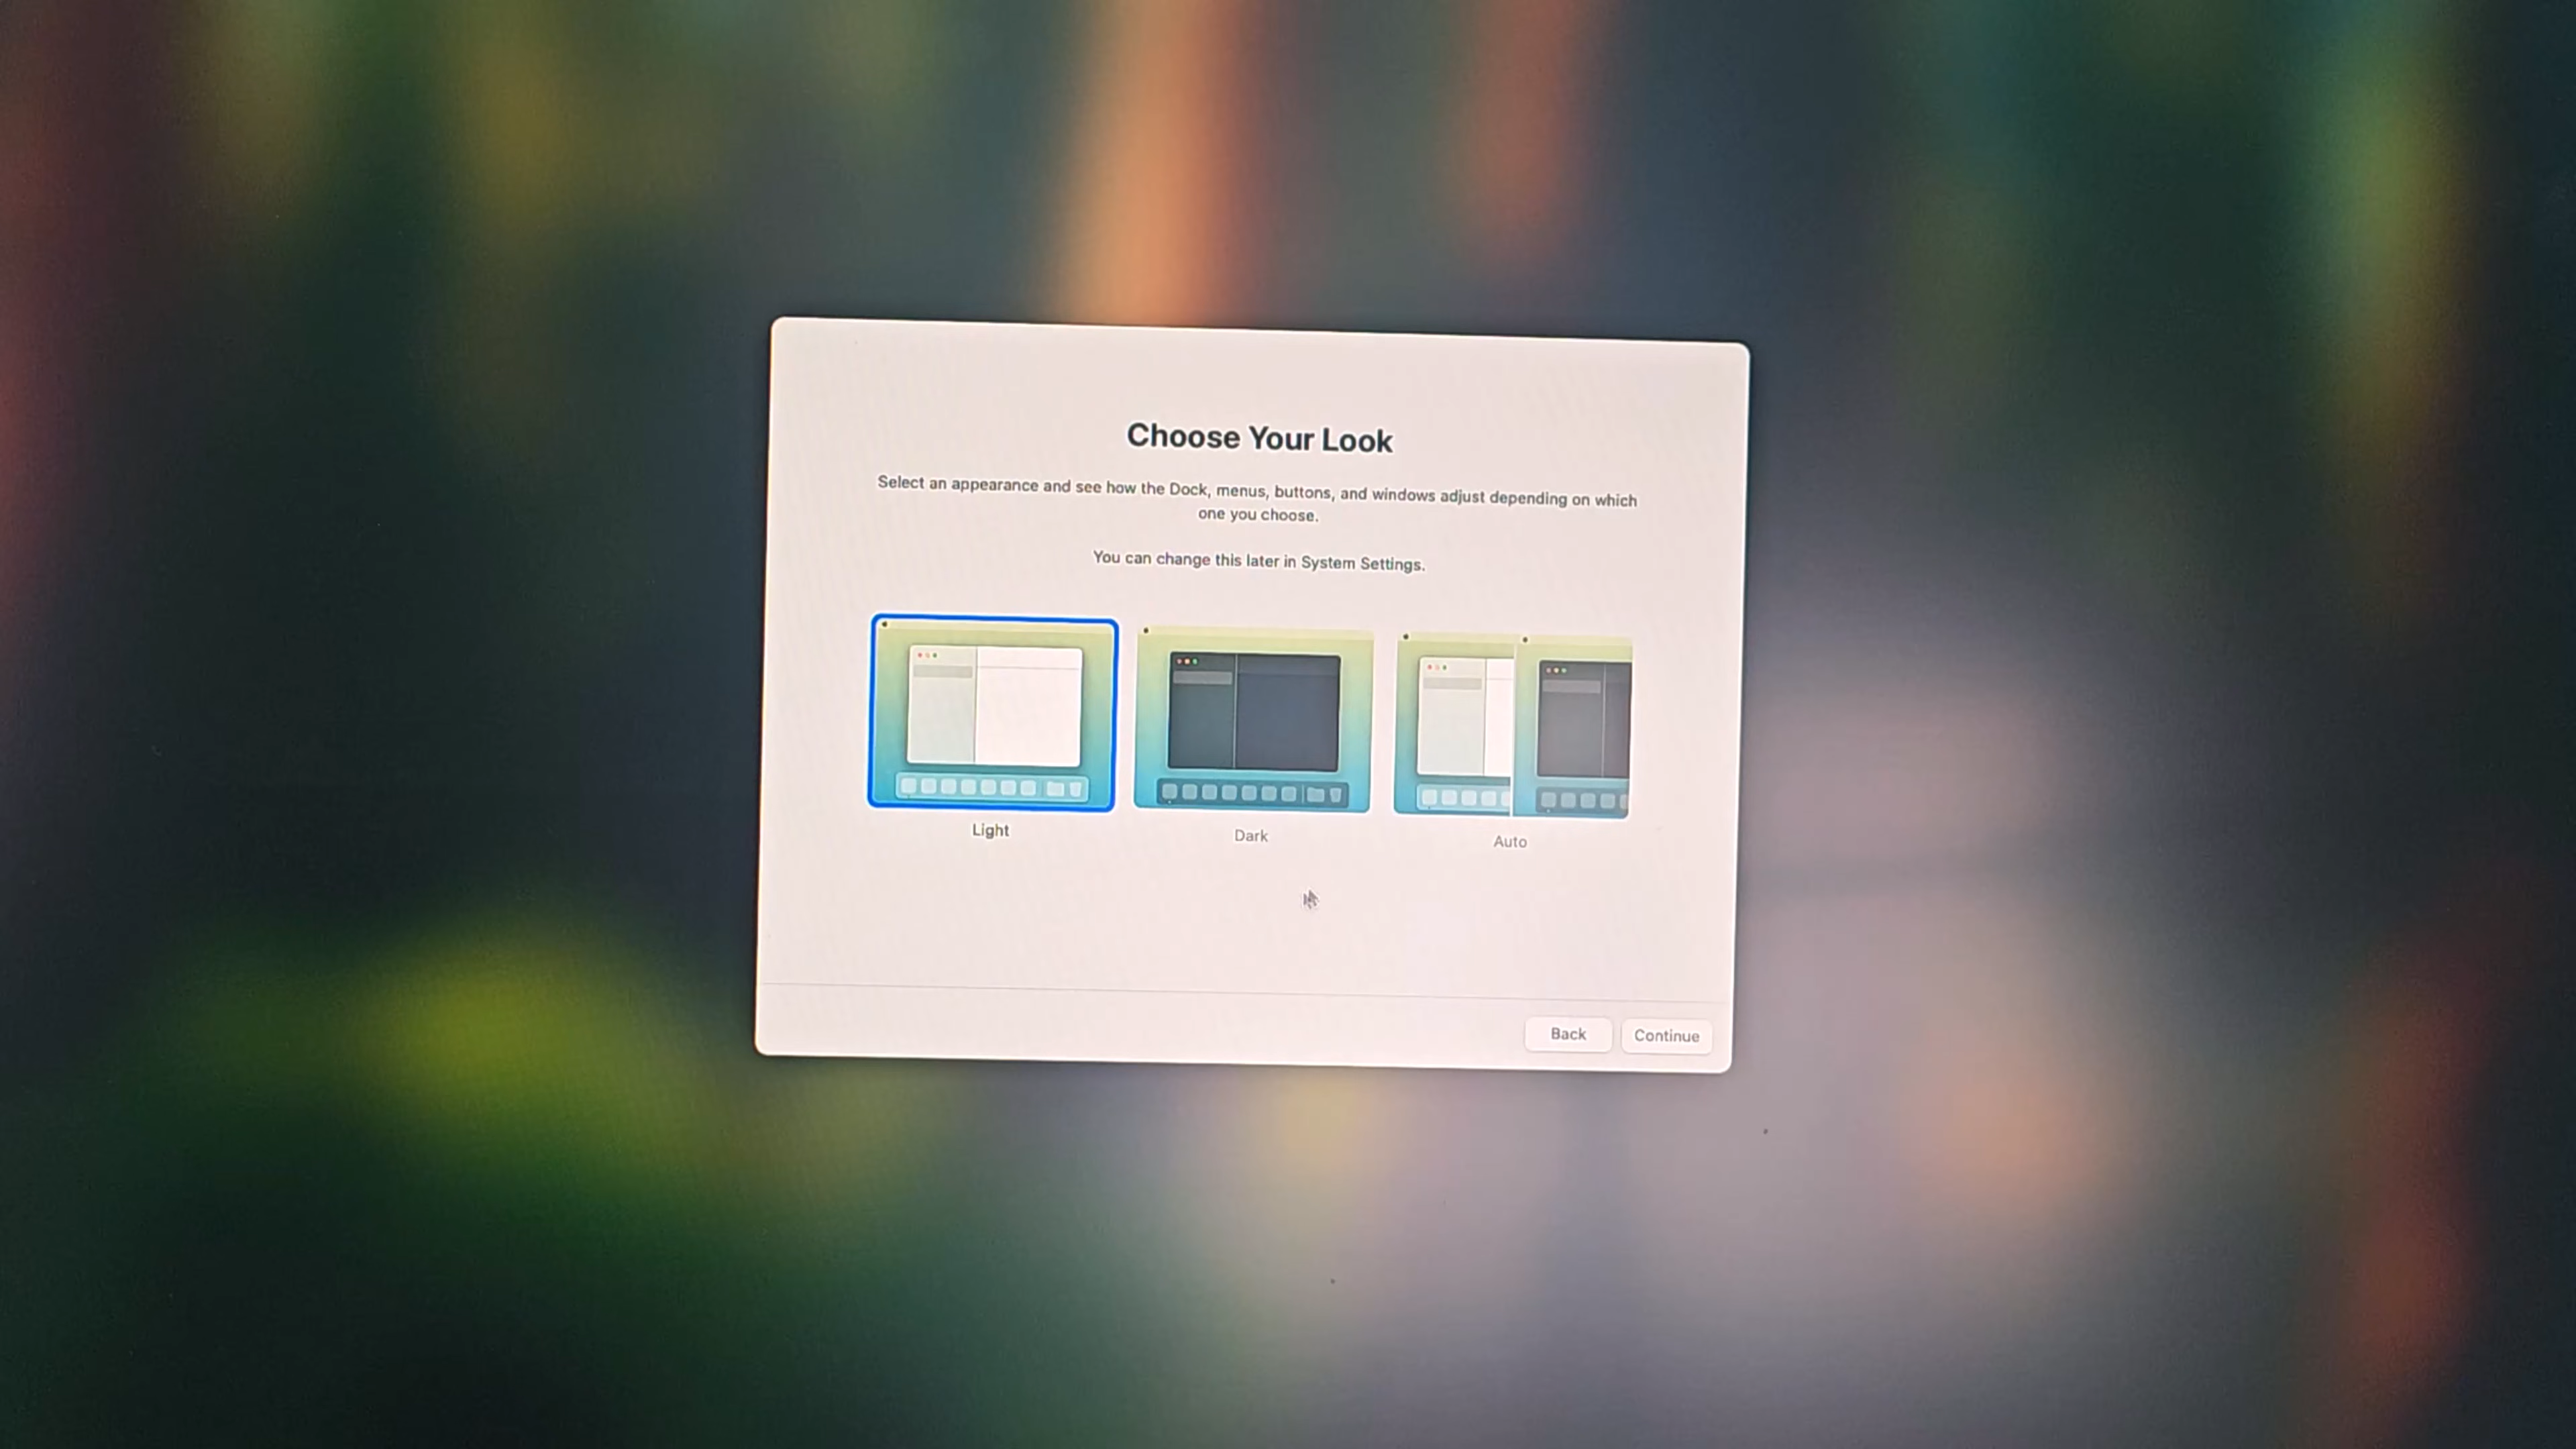 Choose Your Look
Select an appearance and see how the Dock, menus, buttons, and windows adjust depending on which
one you choose.
You can change this later in System Settings.
Light
Dark
Auto
Back
Continue